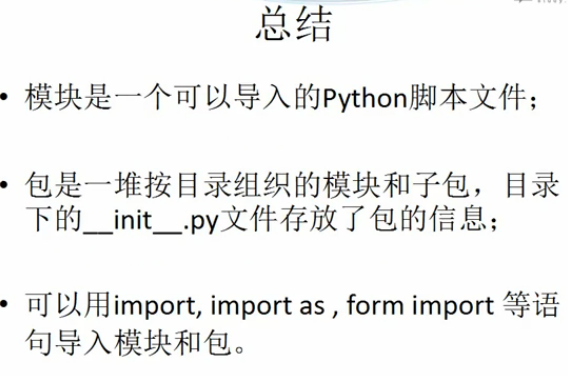 总结
• 模块是一个可以导入的Python脚本文件；
• 包是一堆按目录组织的模块和子包，目录
下的__init__.py文件存放了包的信息；
• 可以用import, import as , form import 等语
句导入模块和包。